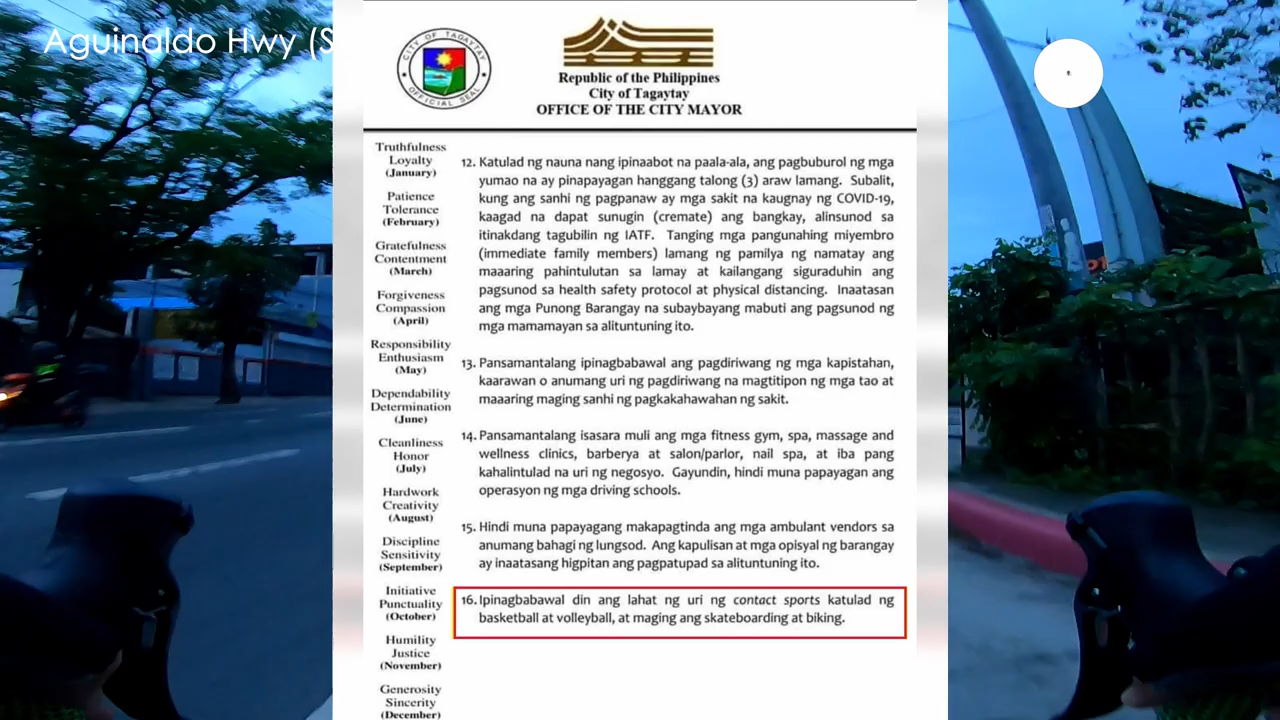 Aguinaldo Hwy (S
CITY OF TAGAYTAY
OFFICIAL SEAL
Republic of the Philippines
City of Tagaytay
OFFICE OF THE CITY MAYOR
Truthfulness
Loyalty
(January)
Patience
Tolerance
(February)
Gratefulness
Contentment
(March)
Forgiveness
Compassion
(April)
Responsibility
Enthusiasm
(May)
Dependability
Determination
(June)
Cleanliness
Honor
(July)
Hardwork
Creativity
(August)
Discipline
Sensitivity
(September)
Initiative
Punctuality
(October)
Humility
Justice
(November)
Generosity
Sincerity
(December)
12. Katulad ng nauna nang ipinaabot na paala-ala, ang pagbuburol ng mga
yumao na ay pinapayagan hanggang talong (3) araw lamang. Subalit,
kung ang sanhi ng pagpanaw ay mga sakit na kaugnay ng COVID-19,
kaagad na dapat sunugin (cremate) ang bangkay, alinsunod sa
itinakdang tagubilin ng IATF. Tanging mga pangunahing miyembro
(immediate family members) lamang ng pamilya ng namatay ang
maaaring pahintulutan sa lamay at kailangang siguraduhin ang
pagsunod sa health safety protocol at physical distancing. Inaatasan
ang mga Punong Barangay na subaybayang mabuti ang pagsunod ng
mga mamamayan sa alituntuning ito.
13. Pansamantalang ipinagbabawal ang pagdiriwang ng mga kapistahan,
kaarawan o anumang uri ng pagdiriwang na magtitipon ng mga tao at
maaaring maging sanhi ng pagkakahawahan ng sakit.
14. Pansamantalang isasara muli ang mga fitness gym, spa, massage and
wellness clinics, barberya at salon/parlor, nail spa, at iba pang
kahalintulad na uri ng negosyo. Gayundin, hindi muna papayagan ang
operasyon ng mga driving schools.
15. Hindi muna papayagang makapagtinda ang mga ambulant vendors sa
anumang bahagi ng lungsod. Ang kapulisan at mga opisyal ng barangay
ay inaatasang higpitan ang pagpatupad sa alituntuning ito.
16. Ipinagbabawal din ang lahat ng uri ng contact sports katulad ng
basketball at volleyball, at maging ang skateboarding at biking.